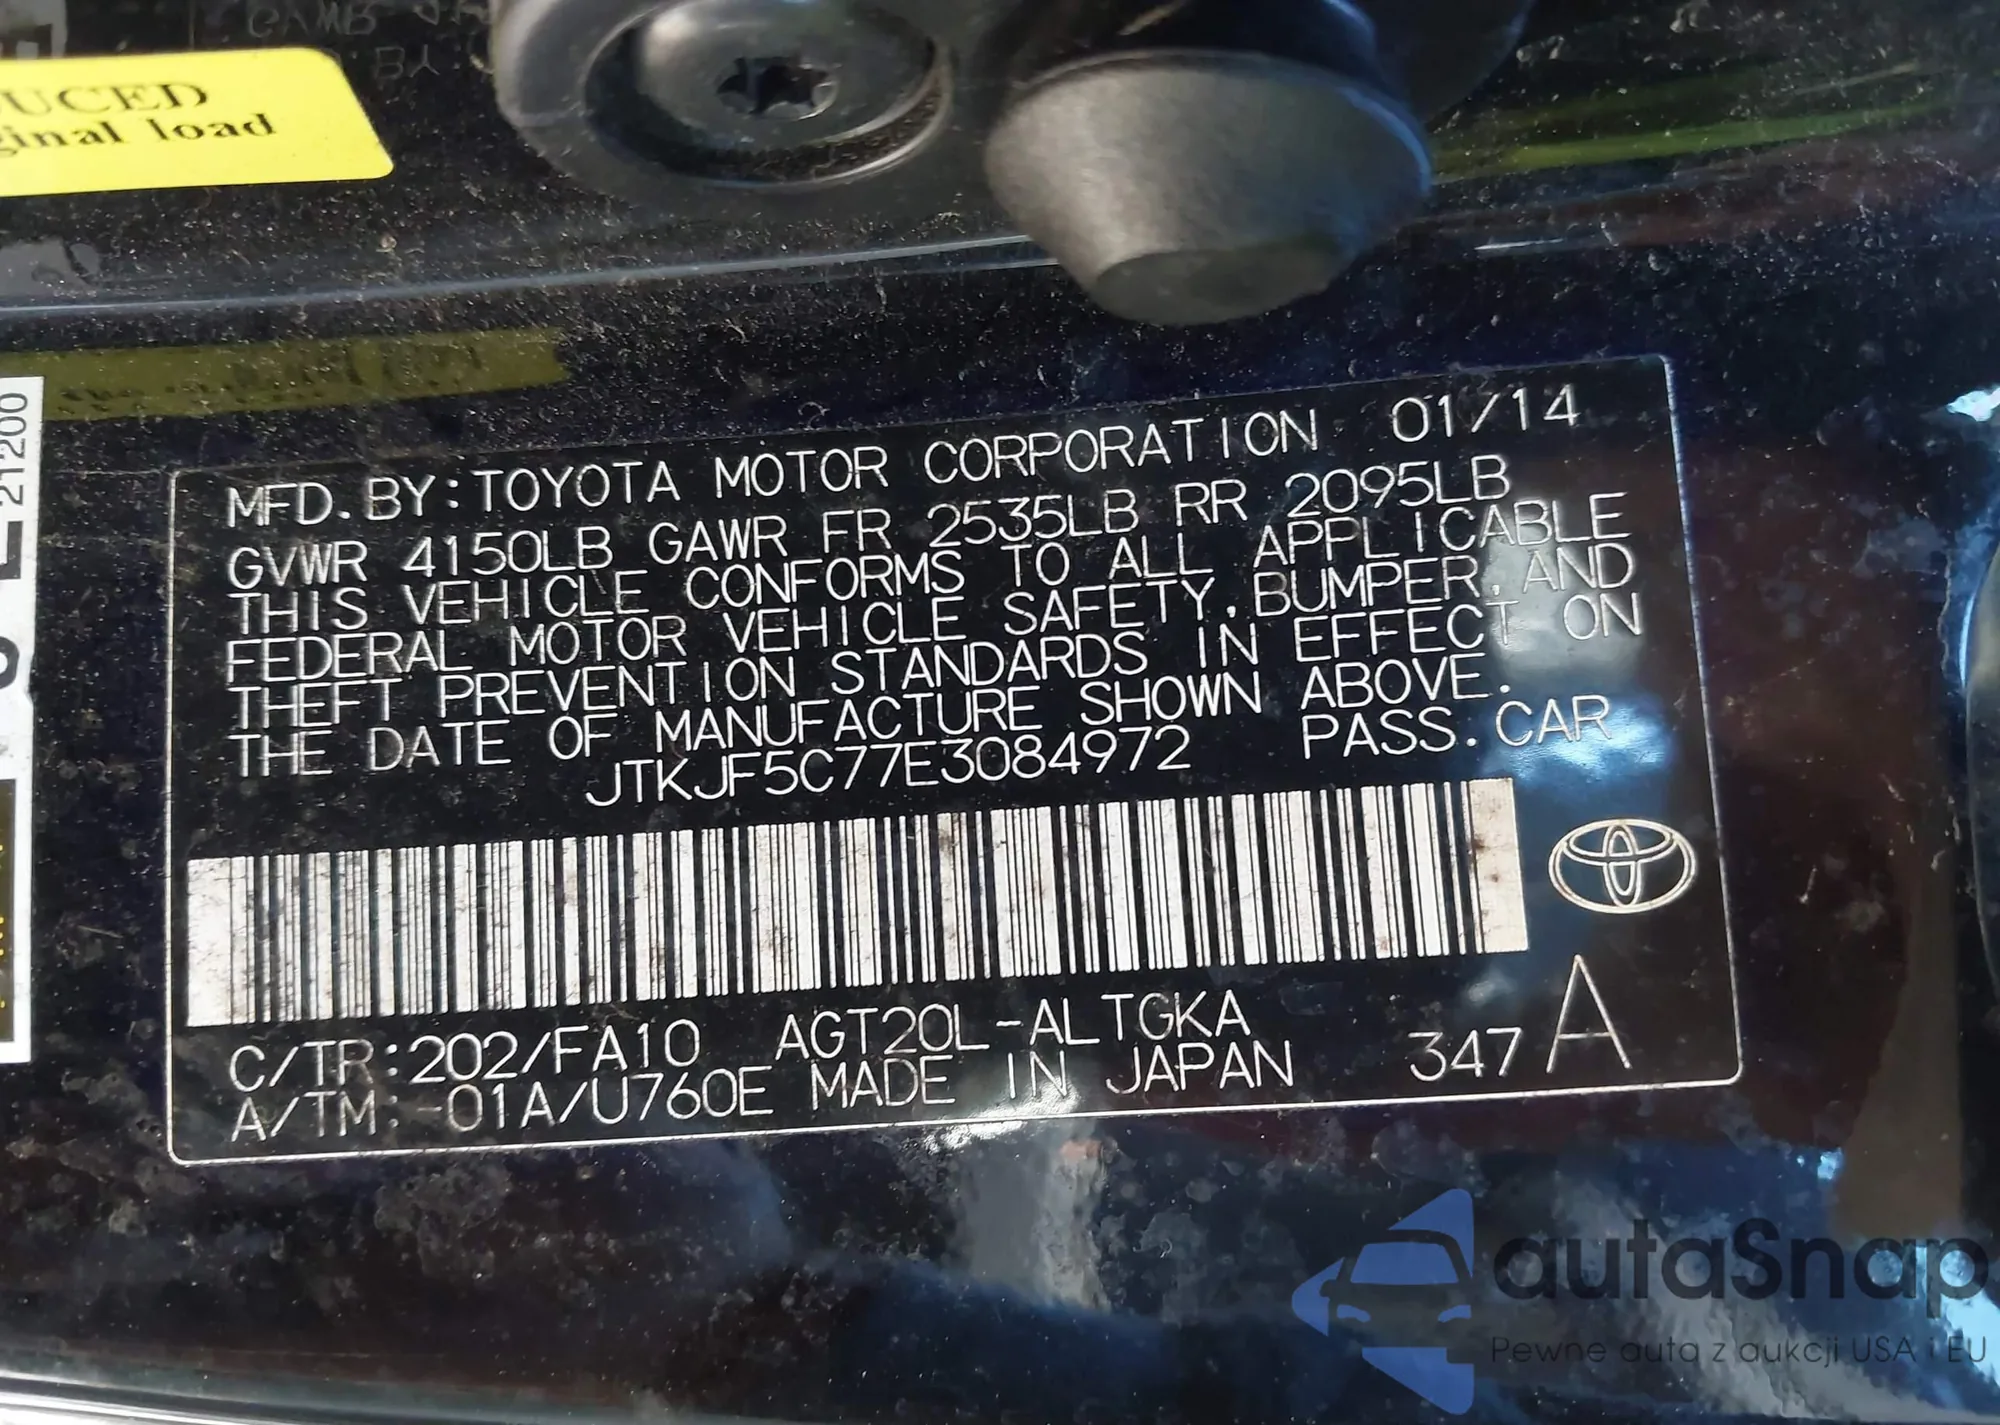 UCED
ginal load
21200
MFD. BY:TOYOTA MOTOR CORPORATION 01/14
GVWR 4150LB GAWR FR 2535LB RR 2095LB
THIS VEHICLE CONFORMS TO ALL APPLICABLE
FEDERAL MOTOR VEHICLE SAFETY, BUMPER, AND
THEFT PREVENTION STANDARDS IN EFFECT ON
THE DATE OF MANUFACTURE SHOWN ABOVE.
JTKJF5C77E3084972 PASS. CAR
C/TR:202/FA10 AGT20L-ALTGKA
A/TM:-01A/U760E MADE IN JAPAN 347 A
autaSnap
Pewne auta z aukcji USA i EU